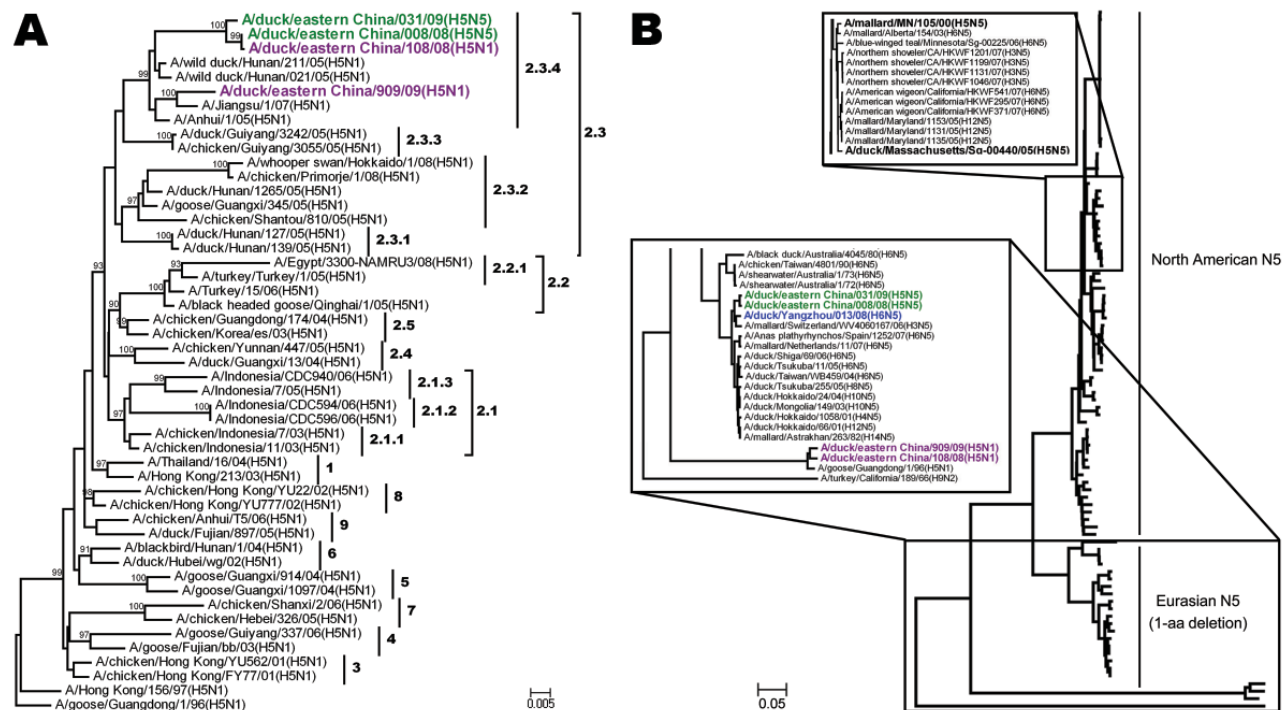 A
100
A/duck/eastern China/031/09(H5N5)
A/duck/eastern China/008/08(H5N5)
100
A/duck/eastern China/108/08(H5N1)
99
A/wild duck/Hunan/211/05(H5N1)
A/wild duck/Hunan/021/05(H5N1)
2.3.4
100
A/duck/eastern China/909/09(H5N1)
A/Jiangsu/1/07(H5N1)
A/Anhui/1/05(H5N1)
2.3
100
A/duck/Guiyang/3242/05(H5N1)
A/chicken/Guiyang/3055/05(H5N1)
2.3.3
A/whooper swan/Hokkaido/1/08(H5N1)
100
A/chicken/Primorje/1/08(H5N1)
97
A/duck/Hunan/1265/05(H5N1)
2.3.2
A/goose/Guangxi/345/05(H5N1)
A/chicken/Shantou/810/05(H5N1)
100
A/duck/Hunan/127/05(H5N1)
A/duck/Hunan/139/05(H5N1)
2.3.1
93
93
A/Egypt/3300-NAMRU3/08(H5N1)
2.2.1
100
A/turkey/Turkey/1/05(H5N1)
2.2
A/Turkey/15/06(H5N1)
90
A/black headed goose/Qinghai/1/05(H5N1)
99
A/chicken/Guangdong/174/04(H5N1)
A/chicken/Korea/es/03(H5N1)
2.5
100
A/chicken/Yunnan/447/05(H5N1)
A/duck/Guangxi/13/04(H5N1)
2.4
99
A/Indonesia/CDC940/06(H5N1)
A/Indonesia/7/05(H5N1)
2.1.3
100
A/Indonesia/CDC594/06(H5N1)
A/Indonesia/CDC596/06(H5N1)
2.1.2
2.1
97
A/chicken/Indonesia/7/03(H5N1)
A/chicken/Indonesia/11/03(H5N1)
2.1.1
97
A/Thailand/16/04(H5N1)
A/Hong Kong/213/03(H5N1)
1
98
A/chicken/Hong Kong/YU22/02(H5N1)
A/chicken/Hong Kong/YU777/02(H5N1)
8
A/chicken/Anhui/T5/06(H5N1)
A/duck/Fujian/897/05(H5N1)
9
91
A/blackbird/Hunan/1/04(H5N1)
A/duck/Hubei/wg/02(H5N1)
6
99
100
A/goose/Guangxi/914/04(H5N1)
A/goose/Guangxi/1097/04(H5N1)
5
100
A/chicken/Shanxi/2/06(H5N1)
A/chicken/Hebei/326/05(H5N1)
7
97
A/goose/Guiyang/337/06(H5N1)
A/goose/Fujian/bb/03(H5N1)
4
A/chicken/Hong Kong/YU562/01(H5N1)
A/chicken/Hong Kong/FY77/01(H5N1)
3
A/Hong Kong/156/97(H5N1)
A/goose/Guangdong/1/96(H5N1)
0.005
B
A/mallard/MN/105/00(H5N5)
A/mallard/Alberta/154/03(H6N5)
A/blue-winged teal/Minnesota/Sg-00225/06(H6N5)
A/northern shoveler/CA/HKWF1201/07(H3N5)
A/northern shoveler/CA/HKWF1199/07(H3N5)
A/northern shoveler/CA/HKWF1131/07(H3N5)
A/northern shoveler/CA/HKWF1046/07(H3N5)
A/American wigeon/California/HKWF541/07(H6N5)
A/American wigeon/California/HKWF295/07(H6N5)
A/American wigeon/California/HKWF371/07(H6N5)
A/mallard/Maryland/1153/05(H12N5)
A/mallard/Maryland/1131/05(H12N5)
A/mallard/Maryland/1135/05(H12N5)
A/duck/Massachusetts/Sg-00440/05(H5N5)
North American N5
A/black duck/Australia/4045/80(H6N5)
A/chicken/Taiwan/4801/90(H6N5)
A/shearwater/Australia/1/73(H6N5)
A/shearwater/Australia/1/72(H6N5)
A/duck/eastern China/031/09(H5N5)
A/duck/eastern China/008/08(H5N5)
A/duck/Yangzhou/013/08(H6N5)
A/mallard/Switzerland/WV4060167/06(H3N5)
A/Anas plathyrhynchos/Spain/1252/07(H6N5)
A/mallard/Netherlands/11/07(H6N5)
A/duck/Shiga/69/06(H6N5)
A/duck/Tsukuba/11/05(H6N5)
A/duck/Taiwan/WB459/04(H6N5)
A/duck/Tsukuba/255/05(H8N5)
A/duck/Hokkaido/24/04(H10N5)
A/duck/Mongolia/149/03(H10N5)
A/duck/Hokkaido/1058/01(H4N5)
A/duck/Hokkaido/66/01(H12N5)
A/mallard/Astrakhan/263/82(H14N5)
A/duck/eastern China/909/09(H5N1)
A/duck/eastern China/108/08(H5N1)
A/goose/Guangdong/1/96(H5N1)
A/turkey/California/189/66(H9N2)
Eurasian N5
(1-aa deletion)
0.05